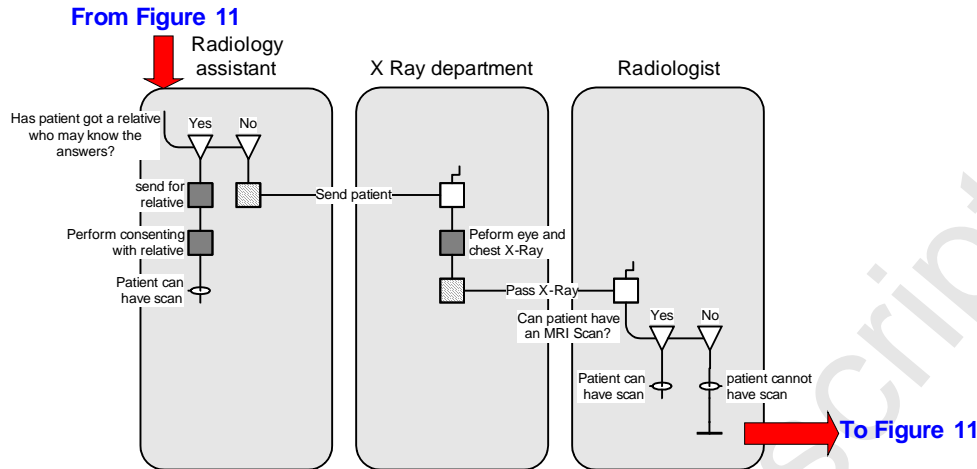 From Figure 11
Radiology
assistant
X Ray department
Radiologist
Has patient got a relative
who may know the
answers?
Yes
No
send for
relative
Send patient
Perform consenting
with relative
Peform eye and
chest X-Ray
Patient can
have scan
Pass X-Ray
Can patient have
an MRI Scan?
Yes
No
Patient can
have scan
patient cannot
have scan
To Figure 11
script